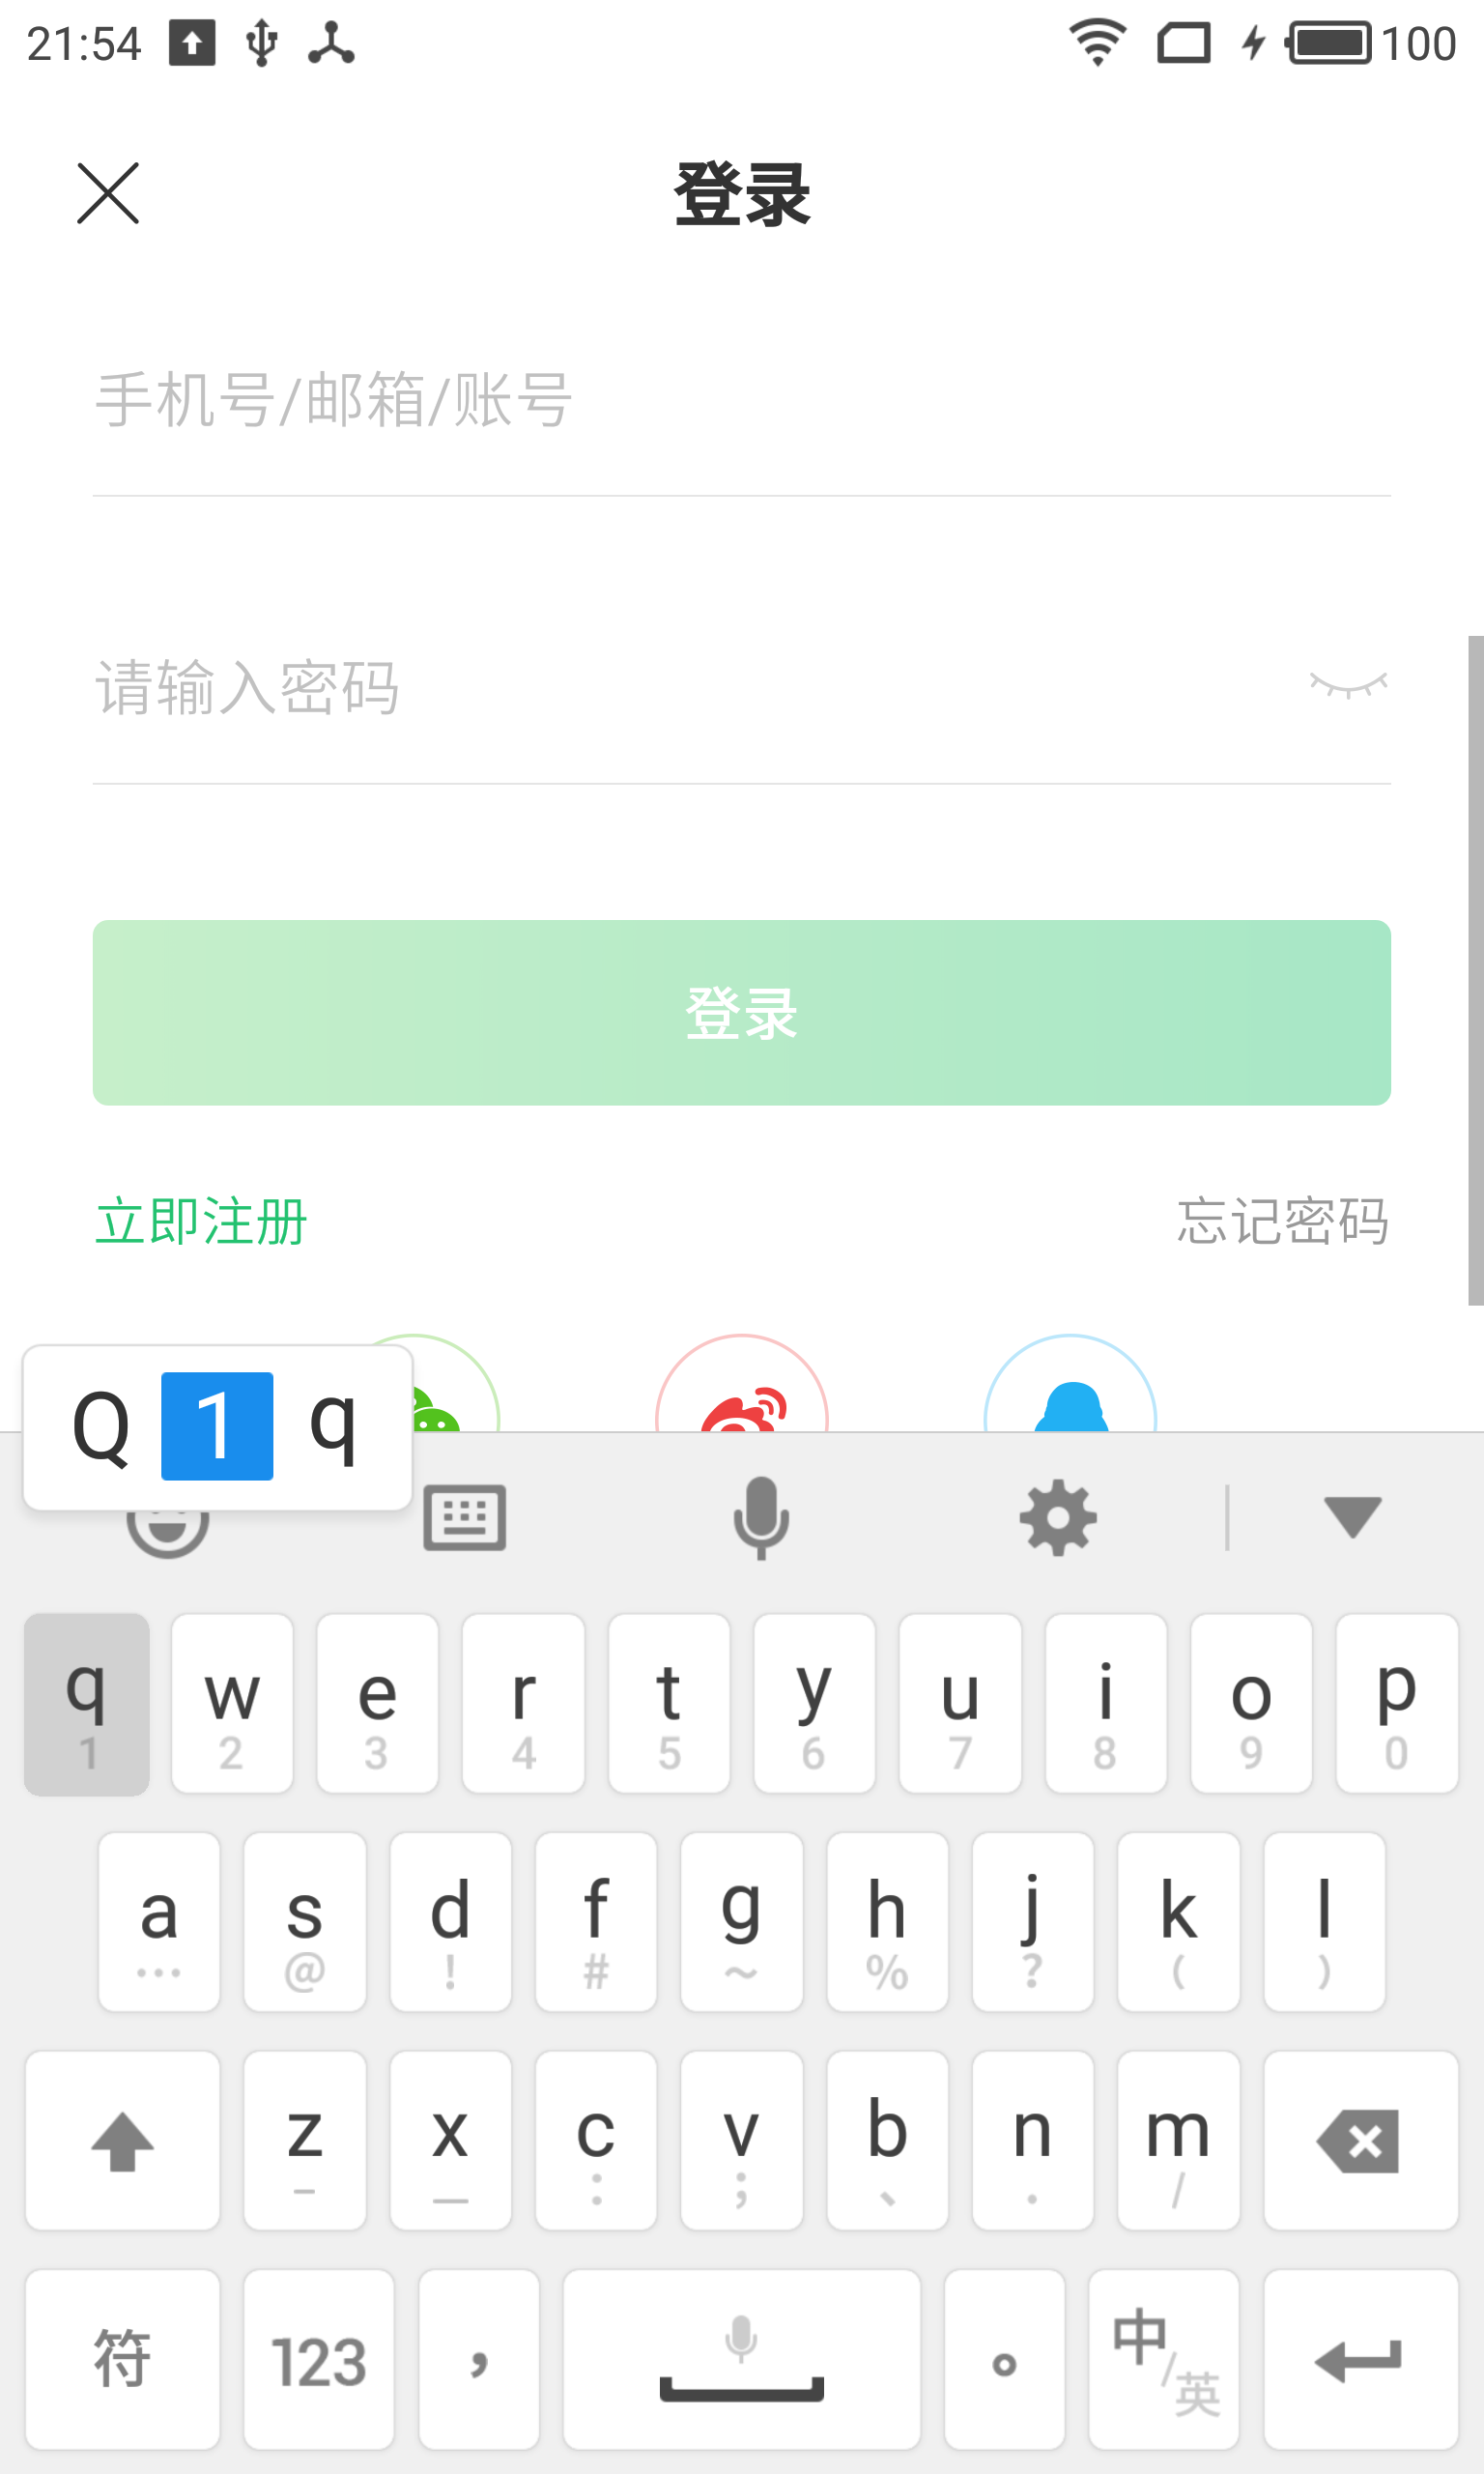 21:54 100
登录
手机号/邮箱/账号
请输入密码
登录
立即注册 忘记密码
Q 1 q
q w e r t y u i o p
1 2 3 4 5 6 7 8 9 0
a s d f g h j k l
… @ ! # ~ % ? ( )
z x c v b n m
– — : ; 、 . /
符 123 , 。 中/英